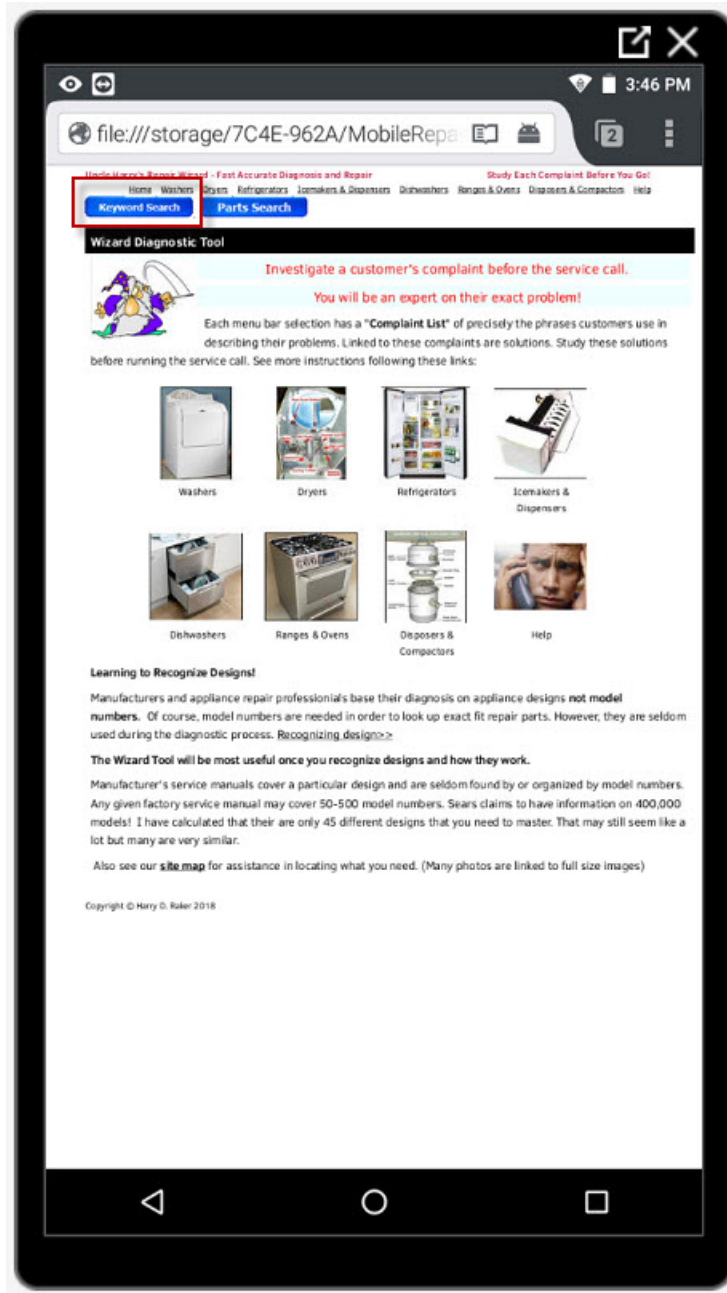 3:46 PM
file:///storage/7C4E-962A/MobileRepa
2
Uncle Harry's Repair Wizard - Fast Accurate Diagnosis and Repair Study Each Complaint Before You Go!
Home Washers Dryers Refrigerators Icemakers & Dispensers Dishwashers Ranges & Ovens Disposers & Compactors Help
Keyword Search Parts Search
Wizard Diagnostic Tool
Investigate a customer's complaint before the service call.
You will be an expert on their exact problem!
Each menu bar selection has a "Complaint List" of precisely the phrases customers use in
describing their problems. Linked to these complaints are solutions. Study these solutions
before running the service call. See more instructions following these links:
Washers Dryers Refrigerators Icemakers &
Dispensers
Dishwashers Ranges & Ovens Disposers & Help
Compactors
Learning to Recognize Designs!
Manufacturers and appliance repair professionals base their diagnosis on appliance designs not model
numbers. Of course, model numbers are needed in order to look up exact fit repair parts. However, they are seldom
used during the diagnostic process. Recognizing design>>
The Wizard Tool will be most useful once you recognize designs and how they work.
Manufacturer's service manuals cover a particular design and are seldom found by or organized by model numbers.
Any given factory service manual may cover 50-500 model numbers. Sears claims to have information on 400,000
models! I have calculated that their are only 45 different designs that you need to master. That may still seem like a
lot but many are very similar.
Also see our site map for assistance in locating what you need. (Many photos are linked to full size images)
Copyright © Harry D. Raker 2018